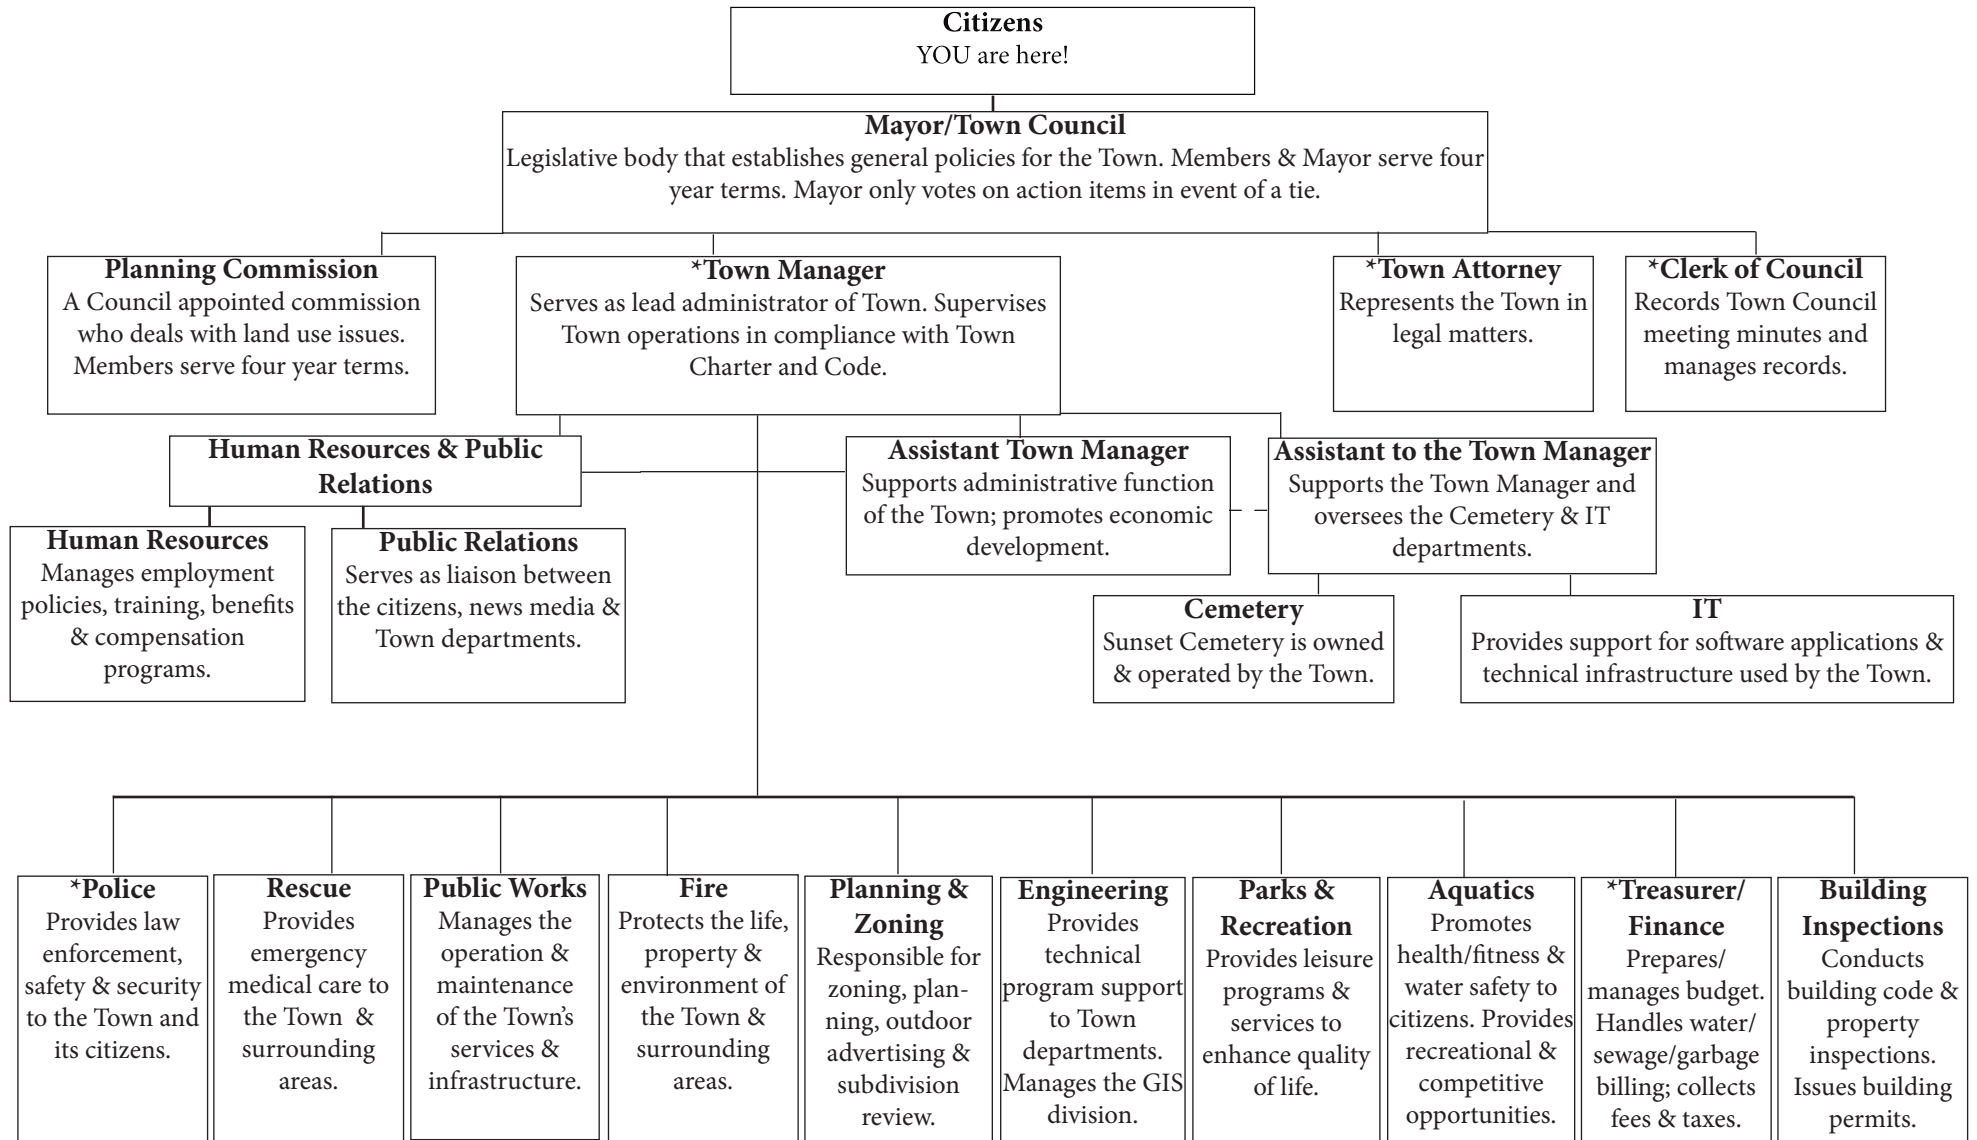 Citizens
YOU are here!
Mayor/Town Council
Legislative body that establishes general policies for the Town. Members & Mayor serve four
year terms. Mayor only votes on action items in event of a tie.
Planning Commission
A Council appointed commission
who deals with land use issues.
Members serve four year terms.
*Town Manager
Serves as lead administrator of Town. Supervises
Town operations in compliance with Town
Charter and Code.
*Town Attorney
Represents the Town in
legal matters.
*Clerk of Council
Records Town Council
meeting minutes and
manages records.
Human Resources & Public
Relations
Assistant Town Manager
Supports administrative function
of the Town; promotes economic
development.
Assistant to the Town Manager
Supports the Town Manager and
oversees the Cemetery & IT
departments.
Human Resources
Manages employment
policies, training, benefits
& compensation
programs.
Public Relations
Serves as liaison between
the citizens, news media &
Town departments.
Cemetery
Sunset Cemetery is owned
& operated by the Town.
IT
Provides support for software applications &
technical infrastructure used by the Town.
*Police
Provides law
enforcement,
safety & security
to the Town and
its citizens.
Rescue
Provides
emergency
medical care to
the Town &
surrounding
areas.
Public Works
Manages the
operation &
maintenance
of the Town's
services &
infrastructure.
Fire
Protects the life,
property &
environment of
the Town &
surrounding
areas.
Planning &
Zoning
Responsible for
zoning, plan-
ning, outdoor
advertising &
subdivision
review.
Engineering
Provides
technical
program support
to Town
departments.
Manages the GIS
division.
Parks &
Recreation
Provides leisure
programs &
services to
enhance quality
of life.
Aquatics
Promotes
health/fitness &
water safety to
citizens. Provides
recreational &
competitive
opportunities.
*Treasurer/
Finance
Prepares/
manages budget.
Handles water/
sewage/garbage
billing; collects
fees & taxes.
Building
Inspections
Conducts
building code &
property
inspections.
Issues building
permits.